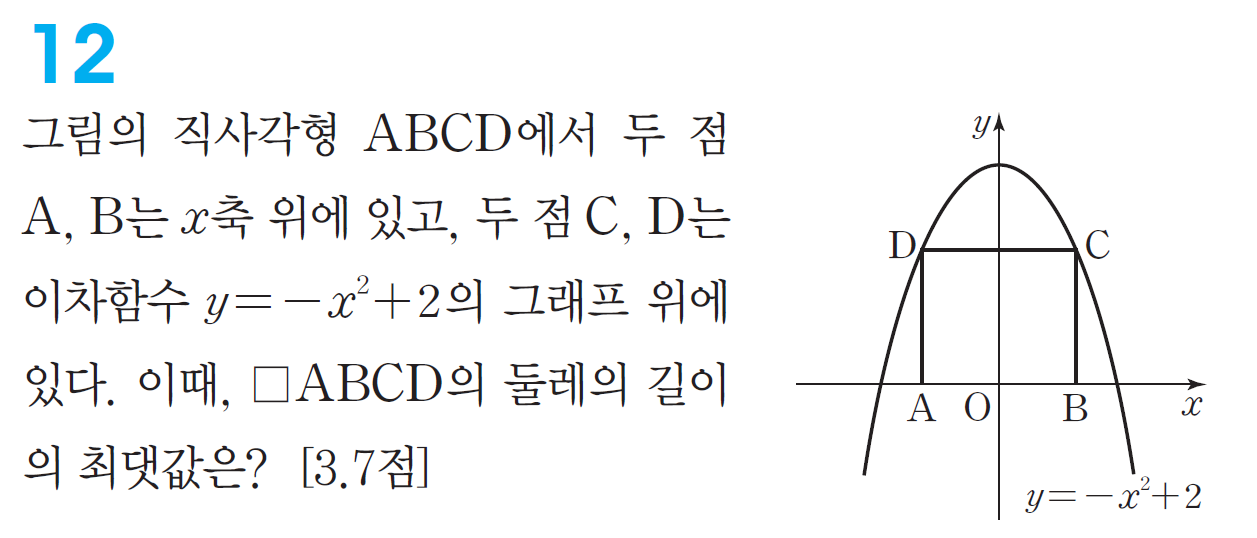 12
그림의 직사각형 ABCD에서 두 점
A, B는 x축 위에 있고, 두 점 C, D는
이차함수 y=-x²+2의 그래프 위에
있다. 이때, □ABCD의 둘레의 길이
의 최댓값은? [3.7점]
y
D
C
A
O
B
x
y=-x²+2